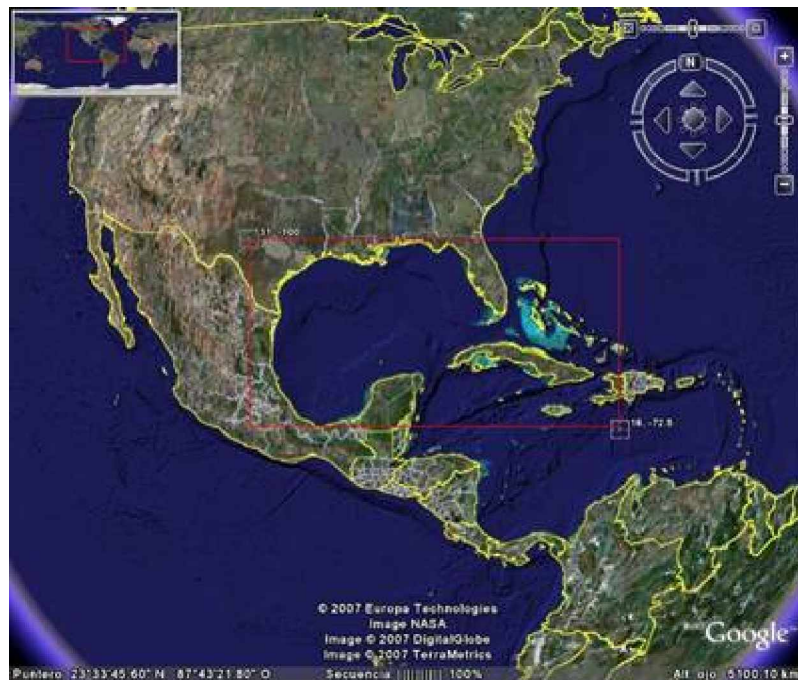 N
31, -100
16, -72.5
© 2007 Europa Technologies
Image NASA
Image © 2007 DigitalGlobe
Image © 2007 TerraMetrics
Google
Puntero 23°33'45.60" N 87°43'21.80" O Secuencia 100% Alt. ojo 5100.10 km